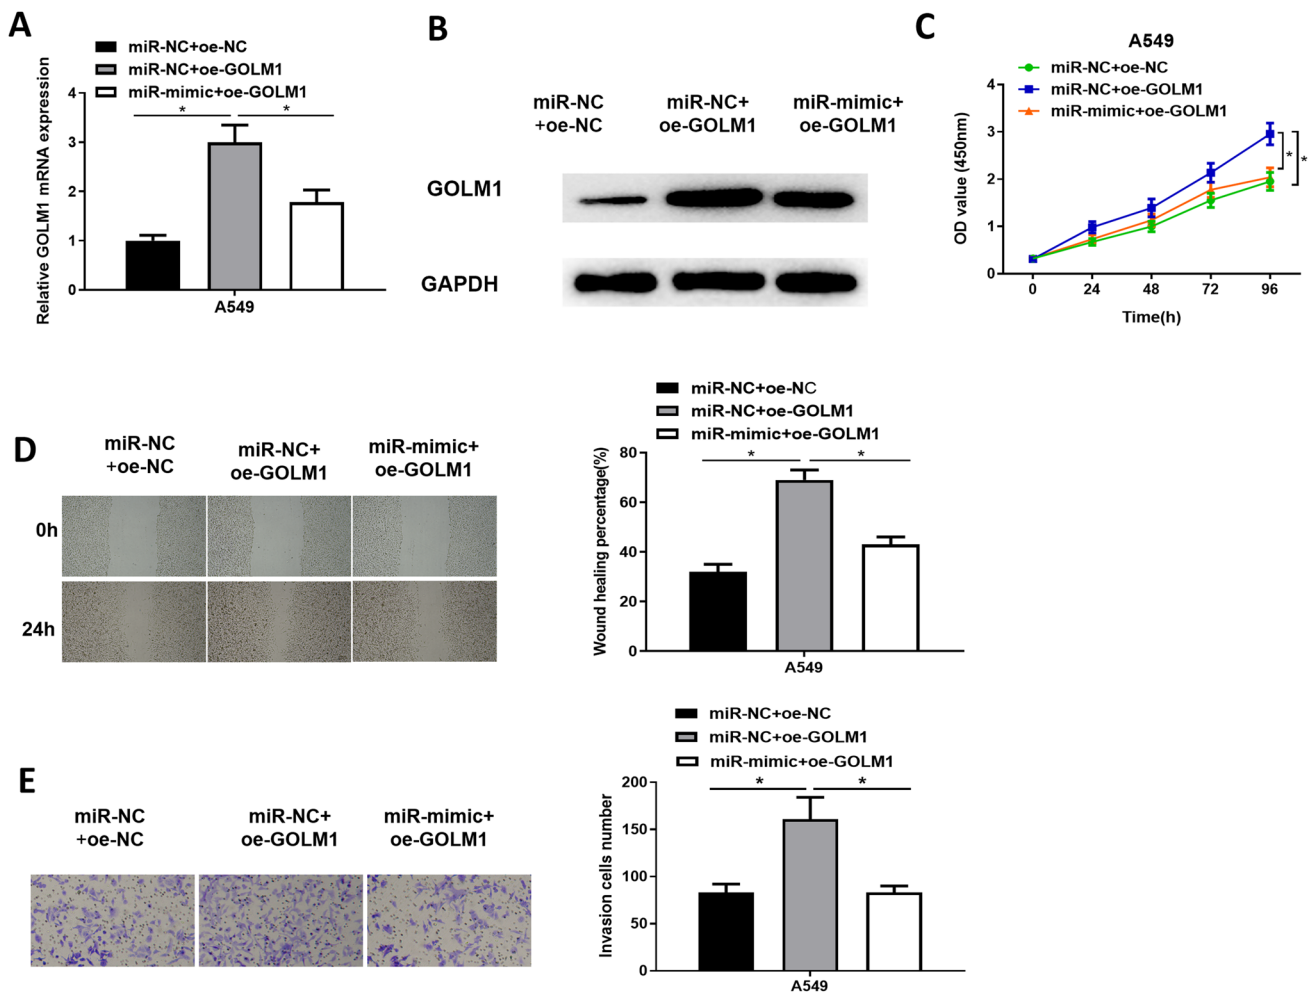 A
miR-NC+oe-NC
miR-NC+oe-GOLM1
miR-mimic+oe-GOLM1
Relative GOLM1 mRNA expression
4
3
2
1
0
*
*
A549
B
miR-NC
+oe-NC
miR-NC+
oe-GOLM1
miR-mimic+
oe-GOLM1
GOLM1
GAPDH
C
A549
miR-NC+oe-NC
miR-NC+oe-GOLM1
miR-mimic+oe-GOLM1
OD value (450nm)
4
3
2
1
0
*
*
0 24 48 72 96
Time(h)
D
miR-NC
+oe-NC
miR-NC+
oe-GOLM1
miR-mimic+
oe-GOLM1
0h
24h
miR-NC+oe-NC
miR-NC+oe-GOLM1
miR-mimic+oe-GOLM1
Wound healing percentage(%)
80
60
40
20
0
*
*
A549
E
miR-NC
+oe-NC
miR-NC+
oe-GOLM1
miR-mimic+
oe-GOLM1
miR-NC+oe-NC
miR-NC+oe-GOLM1
miR-mimic+oe-GOLM1
Invasion cells number
200
150
100
50
0
*
*
A549